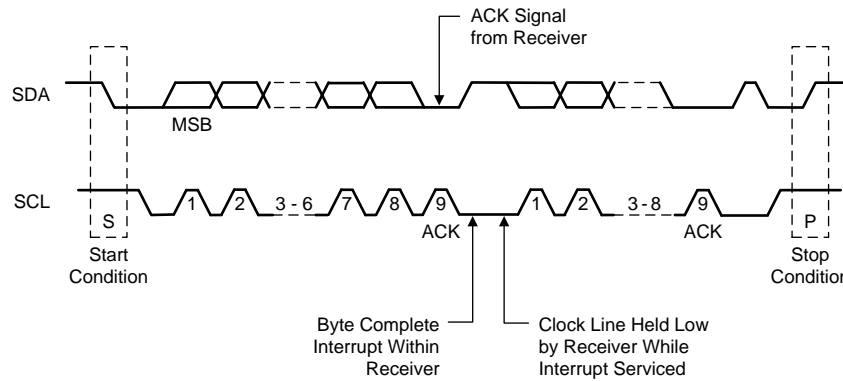 ACK Signal
from Receiver
SDA
MSB
SCL
S
1
2
3 - 6
7
8
9
ACK
1
2
3 - 8
9
ACK
P
Start
Condition
Stop
Condition
Byte Complete
Interrupt Within
Receiver
Clock Line Held Low
by Receiver While
Interrupt Serviced